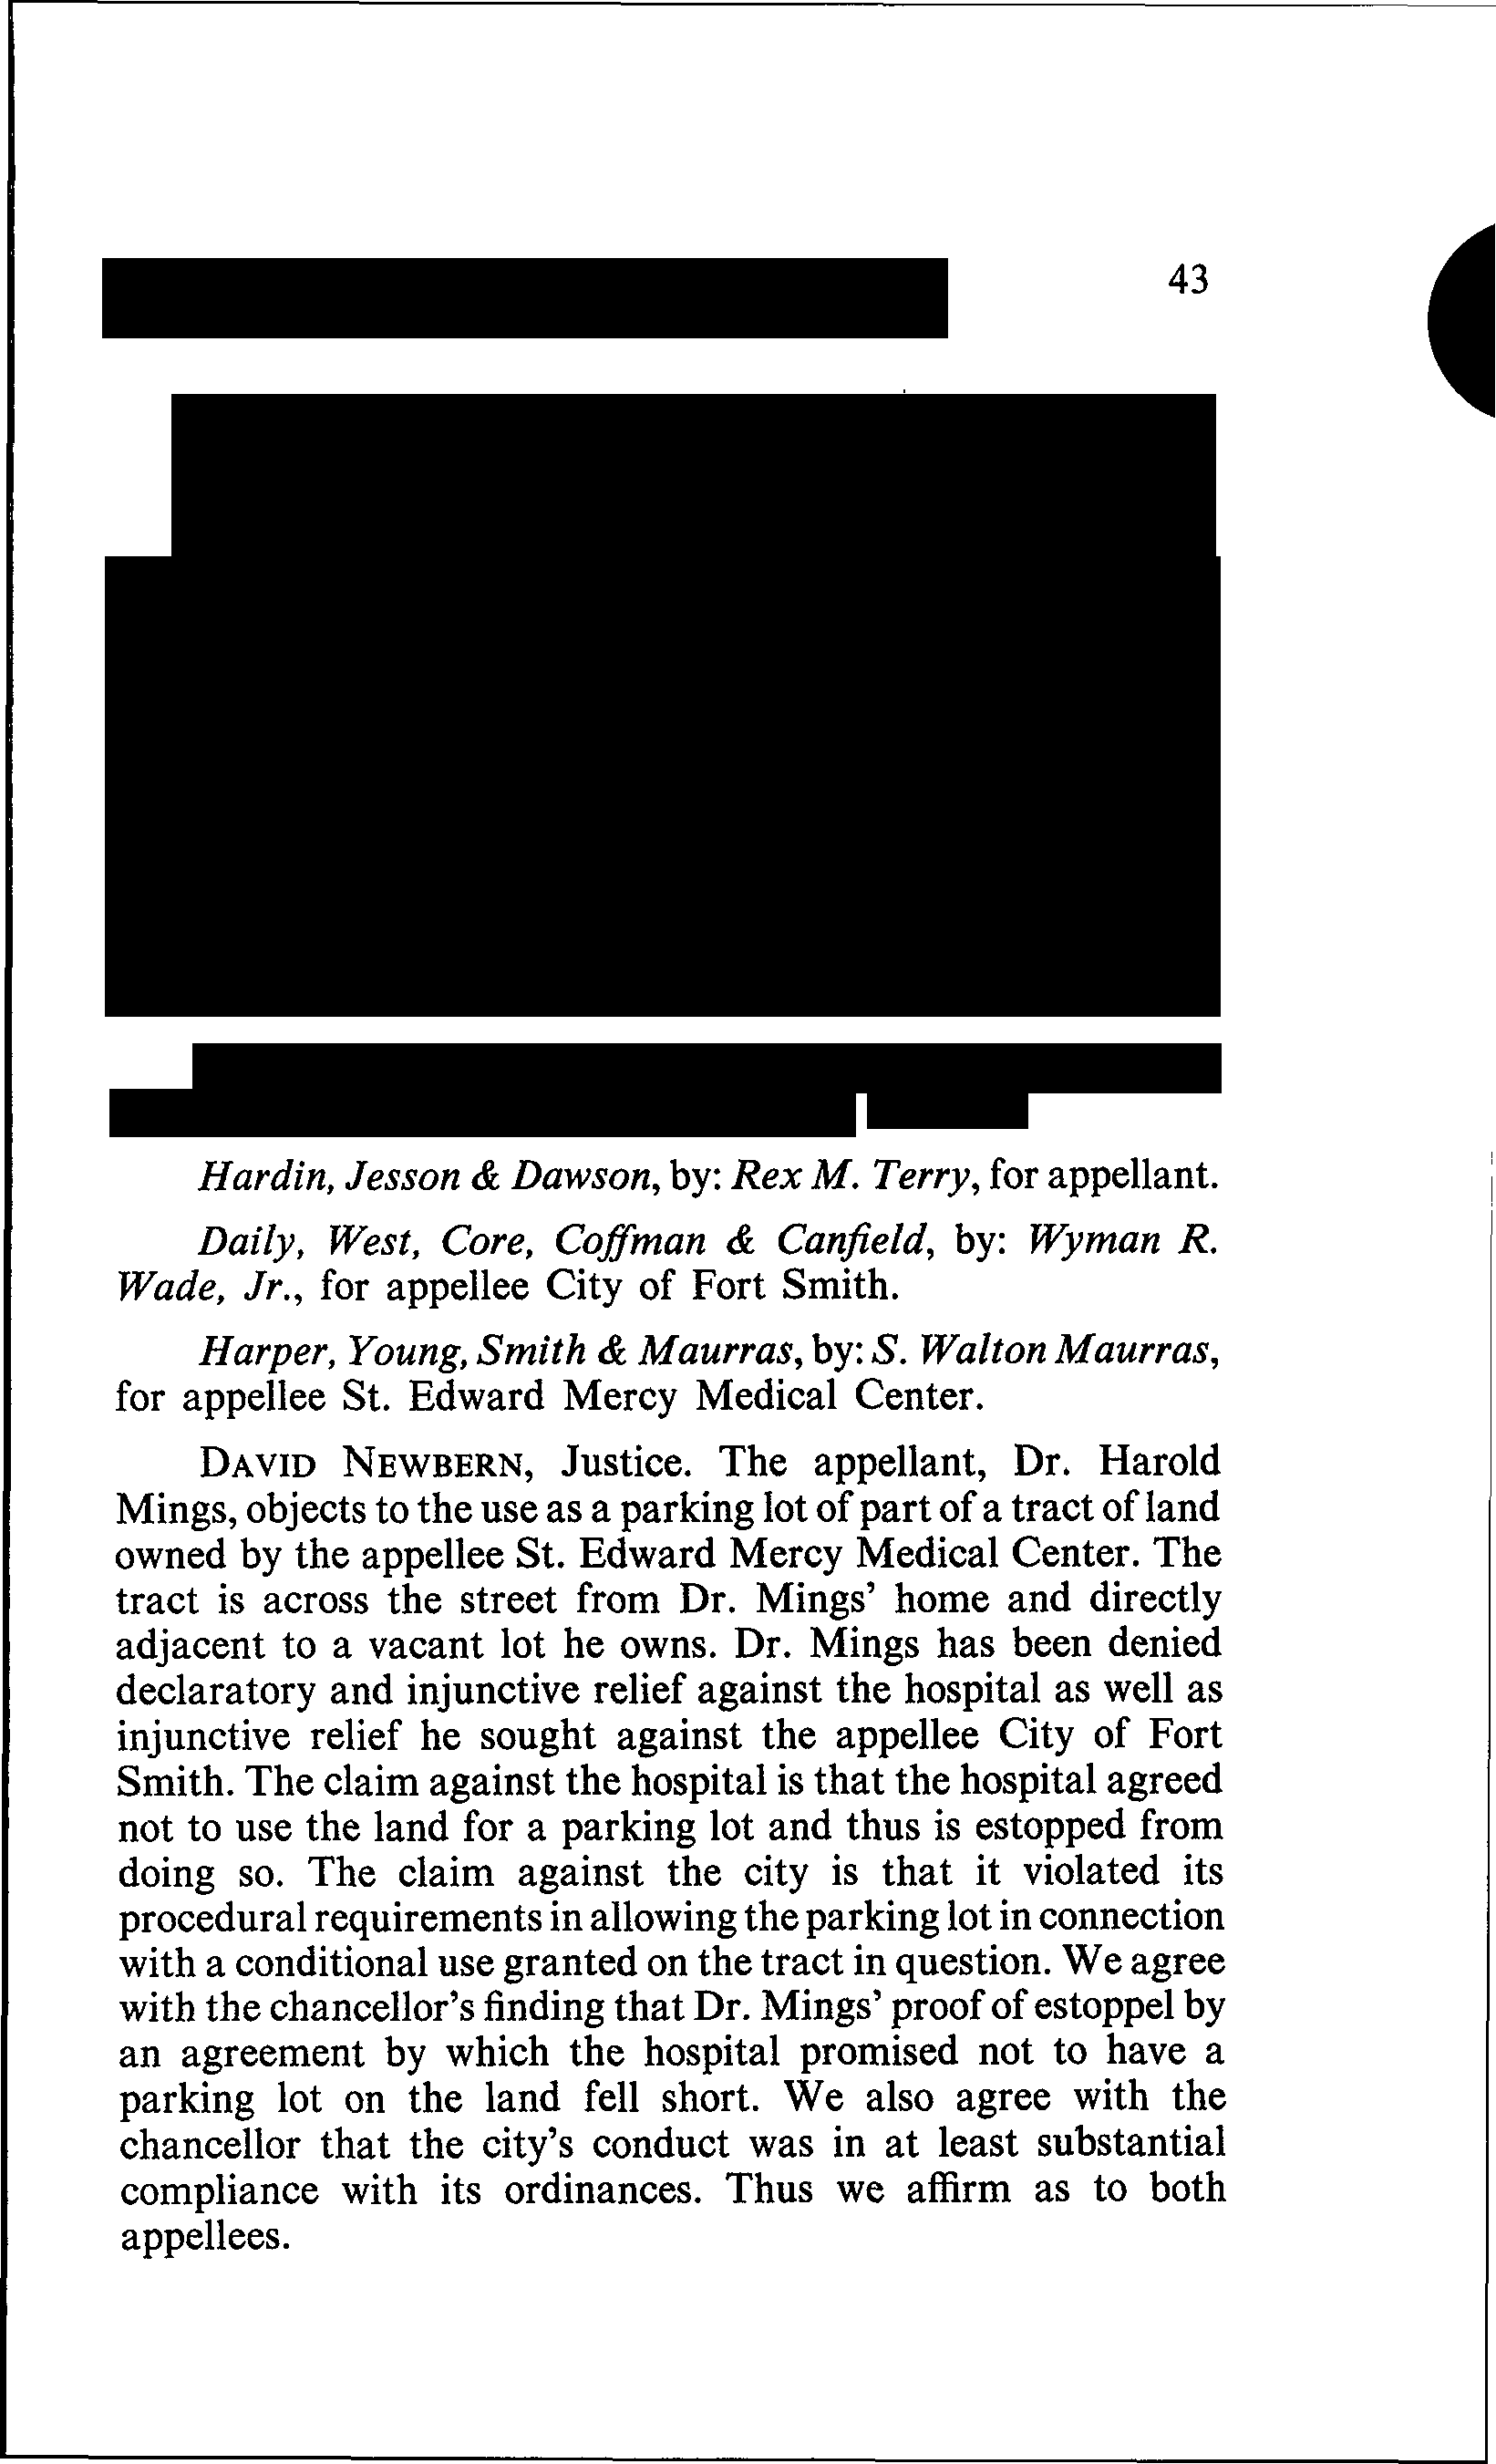 43
Hardin, Jesson & Dawson, by: Rex M. Terry, for appellant.
Daily, West, Core, Coffman & Canfield, by: Wyman R.
Wade, Jr., for appellee City of Fort Smith.
Harper, Young, Smith & Maurras, by: S. Walton Maurras,
for appellee St. Edward Mercy Medical Center.
DAVID NEWBERN, Justice. The appellant, Dr. Harold
Mings, objects to the use as a parking lot of part of a tract of land
owned by the appellee St. Edward Mercy Medical Center. The
tract is across the street from Dr. Mings' home and directly
adjacent to a vacant lot he owns. Dr. Mings has been denied
declaratory and injunctive relief against the hospital as well as
injunctive relief he sought against the appellee City of Fort
Smith. The claim against the hospital is that the hospital agreed
not to use the land for a parking lot and thus is estopped from
doing so. The claim against the city is that it violated its
procedural requirements in allowing the parking lot in connection
with a conditional use granted on the tract in question. We agree
with the chancellor's finding that Dr. Mings' proof of estoppel by
an agreement by which the hospital promised not to have a
parking lot on the land fell short. We also agree with the
chancellor that the city's conduct was in at least substantial
compliance with its ordinances. Thus we affirm as to both
appellees.